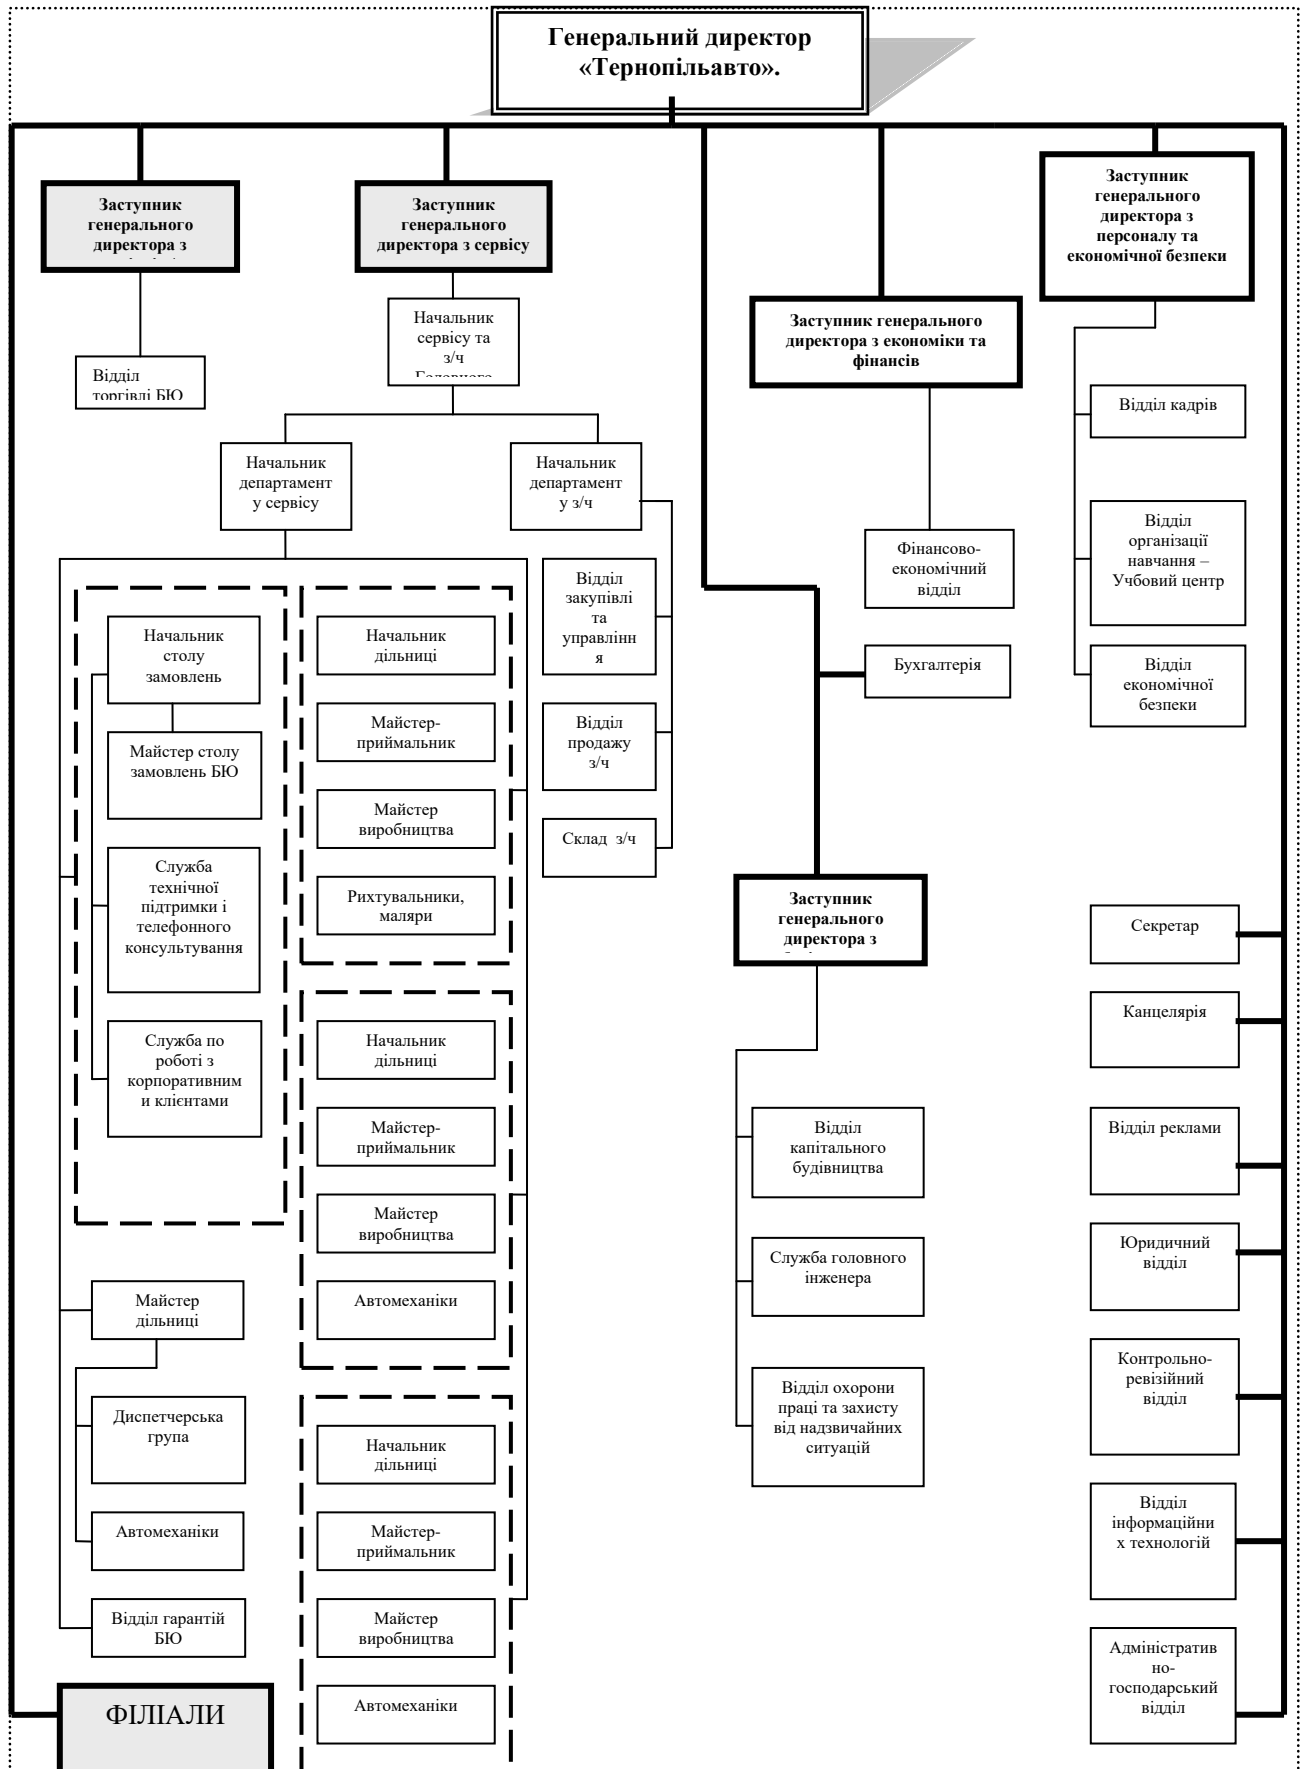 Генеральний директор
«Тернопільавто».
Заступник
генерального
директора з
Заступник
генерального
директора з сервісу
Заступник
генерального
директора з
персоналу та
економічної безпеки
Заступник генерального
директора з економіки та
фінансів
Відділ
торгівлі БЮ
Начальник
сервісу та
з/ч
Головного
Начальник
департамент
у сервісу
Начальник
департамент
у з/ч
Відділ
закупівлі
та
управлінн
я
Відділ
продажу
з/ч
Склад з/ч
Начальник
столу
замовлень
Майстер столу
замовлень БЮ
Служба
технічної
підтримки і
телефонного
консультування
Служба по
роботі з
корпоративним
и клієнтами
Начальник
дільниці
Майстер-
приймальник
Майстер
виробництва
Рихтувальники,
маляри
Начальник
дільниці
Майстер-
приймальник
Майстер
виробництва
Автомеханіки
Начальник
дільниці
Майстер-
приймальник
Майстер
виробництва
Автомеханіки
Майстер
дільниці
Диспетчерська
група
Автомеханіки
Відділ гарантій
БЮ
ФІЛІАЛИ
Фінансово-
економічний
відділ
Бухгалтерія
Заступник
генерального
директора з
Відділ
капітального
будівництва
Служба головного
інженера
Відділ охорони
праці та захисту
від надзвичайних
ситуацій
Відділ кадрів
Відділ
організації
навчання –
Учбовий центр
Відділ
економічної
безпеки
Секретар
Канцелярія
Відділ реклами
Юридичний
відділ
Контрольно-
ревізійний
відділ
Відділ
інформаційни
х технологій
Адміністратив
но-
господарський
відділ